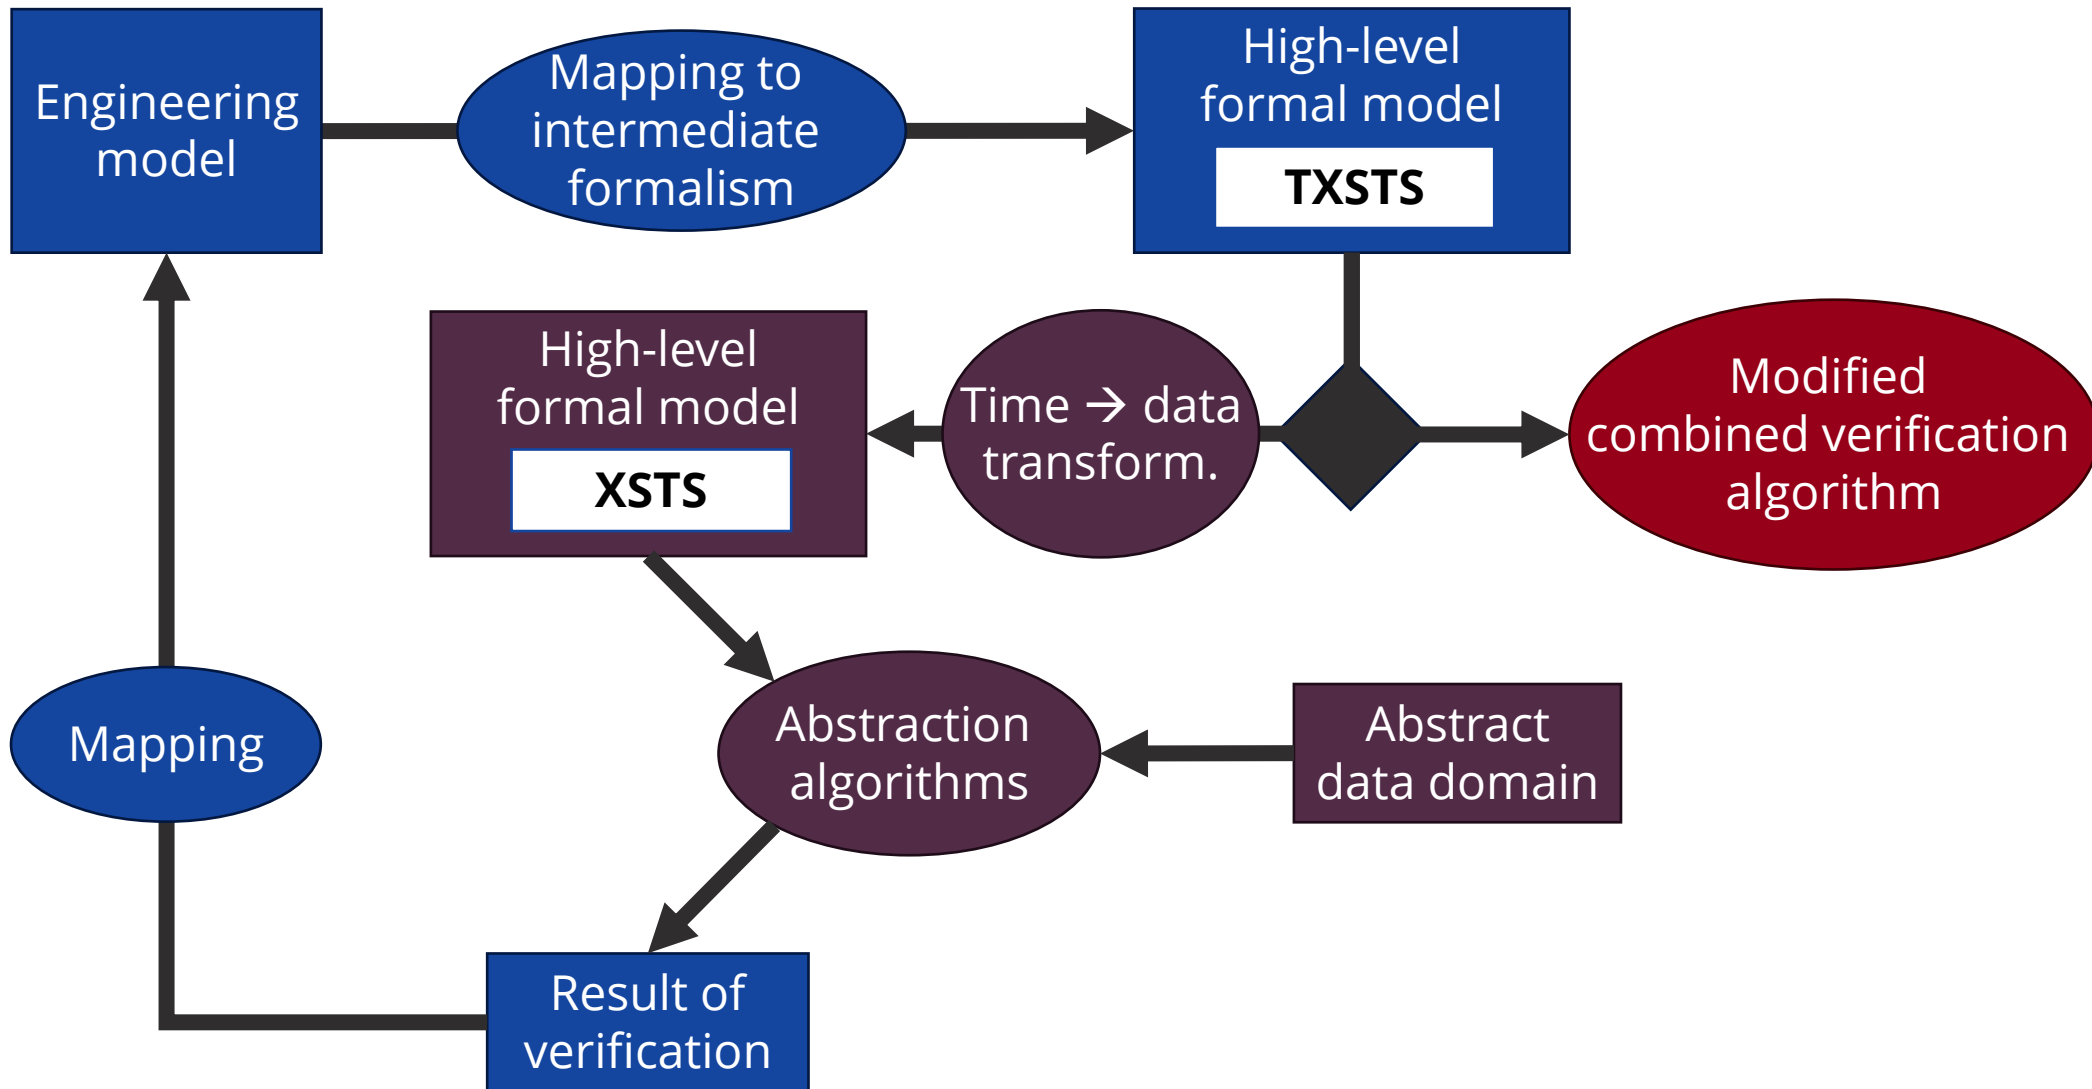 Engineering
model
Mapping to
intermediate
formalism
High-level
formal model
TXSTS
High-level
formal model
XSTS
Time → data
transform.
Modified
combined verification
algorithm
Mapping
Abstraction
algorithms
Abstract
data domain
Result of
verification